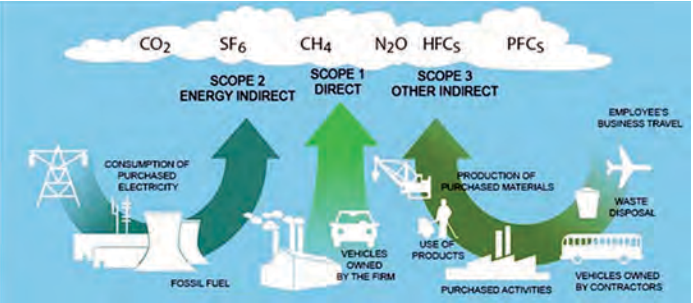 CO2 SF6 CH4 N2O HFCS PFCS
SCOPE 2
ENERGY INDIRECT
SCOPE 1
DIRECT
SCOPE 3
OTHER INDIRECT
EMPLOYEE'S
BUSINESS TRAVEL
CONSUMPTION OF
PURCHASED
ELECTRICITY
PRODUCTION OF
PURCHASED MATERIALS
WASTE
DISPOSAL
USE OF
PRODUCTS
VEHICLES
OWNED
BY THE FIRM
FOSSIL FUEL
PURCHASED ACTIVITIES
VEHICLES OWNED
BY CONTRACTORS